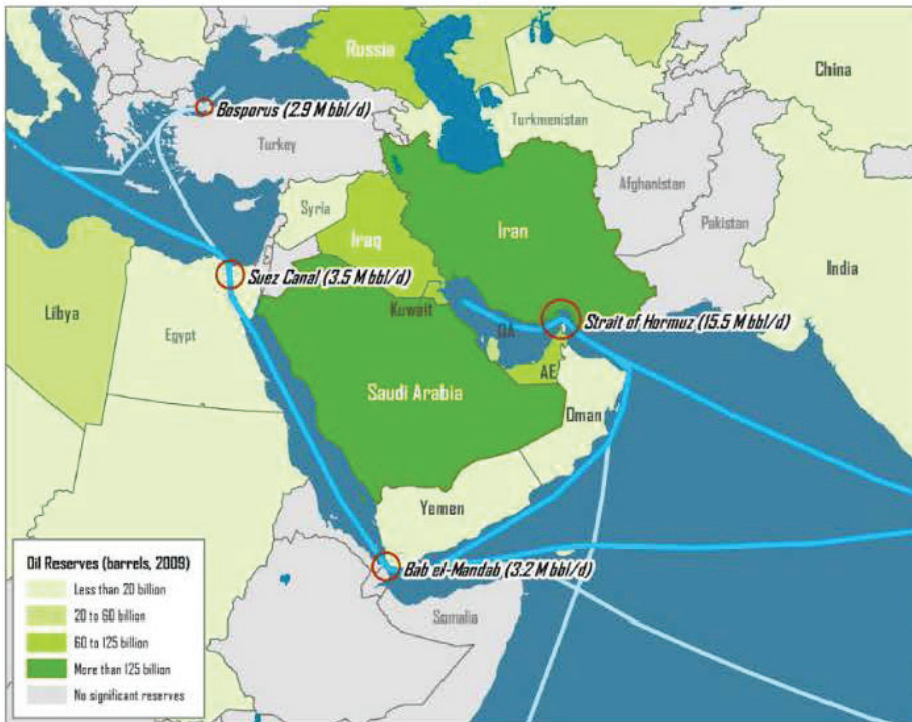 Russia
China
Bosporus (2.9 M bbl/d)
Turkmenistan
Turkey
Afghanistan
Syria
Pakistan
Iraq
Iran
India
Suez Canal (3.5 M bbl/d)
Libya
Kuwait
Strait of Hormuz (15.5 M bbl/d)
QA
Egypt
AE
Saudi Arabia
Oman
Yemen
Bab el-Mandab (3.2 M bbl/d)
Somalia
Oil Reserves (barrels, 2009)
Less than 20 billion
20 to 60 billion
60 to 125 billion
More than 125 billion
No significant reserves